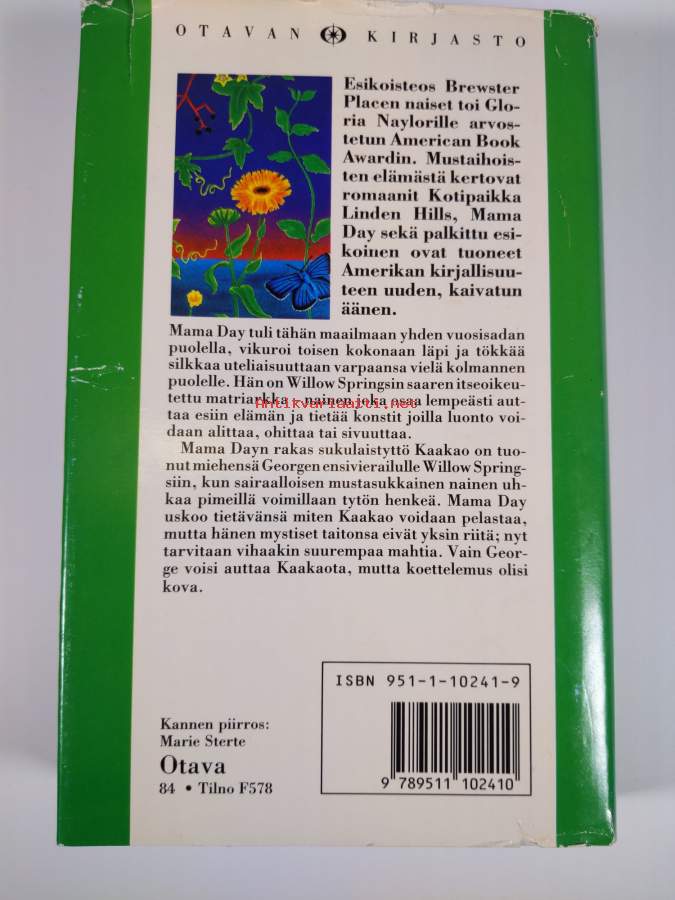 OTAVAN KIRJASTO
Esikoisteos Brewster
Placen naiset toi Glo-
ria Naylorille arvos-
tetun American Book
Awardin. Mustaihois-
ten elämästä kertovat
romaanit Kotipaikka
Linden Hills, Mama
Day sekä palkittu esi-
koinen ovat tuoneet
Amerikan kirjallisuu-
teen uuden, kaivatun
äänen.
Mama Day tuli tähän maailmaan yhden vuosisadan
puolella, vikuroi toisen kokonaan läpi ja tökkää
silkkaa uteliaisuuttaan varpaansa vielä kolmannen
puolelle. Hän on Willow Springsin saaren itseoikeu-
tettu matriarkka – nainen joka osaa lempeästi aut-
Antikvariaatti.net
taa esiin elämän ja tietää konstit joilla luonto voi-
daan alittaa, ohittaa tai sivuuttaa.
Mama Dayn rakas sukulaistyttö Kaakao on tuo-
nut miehensä Georgen ensivierailulle Willow Spring-
siin, kun sairaalloisen mustasukkainen nainen uh-
kaa pimeillä voimillaan tytön henkeä. Mama Day
uskoo tietävänsä miten Kaakao voidaan pelastaa,
mutta hänen mystiset taitonsa eivät yksin riitä; nyt
tarvitaan vihaakin suurempaa mahtia. Vain Geor-
ge voisi auttaa Kaakaota, mutta koettelemus olisi
kova.
ISBN 951-1-10241-9
9 789511 102410
Kannen piirros:
Marie Sterte
Otava
84 • Tilno F578